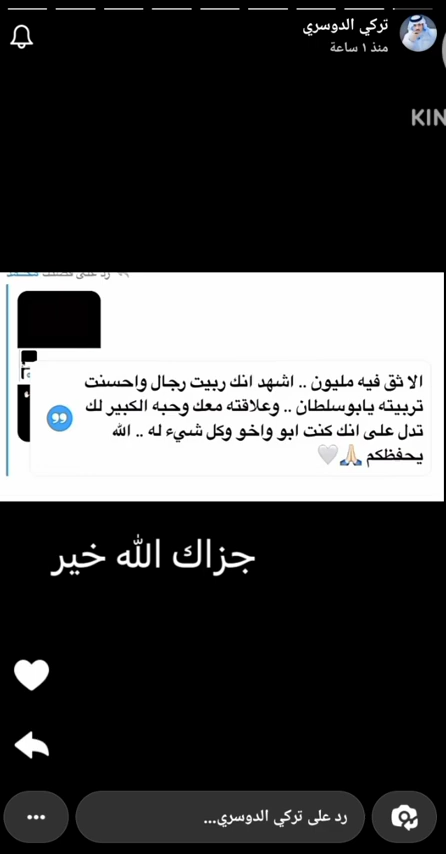 تركي الدوسري
منذ ١ ساعة
KIN
رد على
الا ثق فيه مليون .. اشهد انك ربيت رجال واحسنت
تربيته يابوسلطان .. وعلاقته معك وحبه الكبير لك
تدل على انك كنت ابو واخو وكل شيء له .. الله
يحفظكم 🙏🏻🤍
جزاك الله خير
رد على تركي الدوسري...